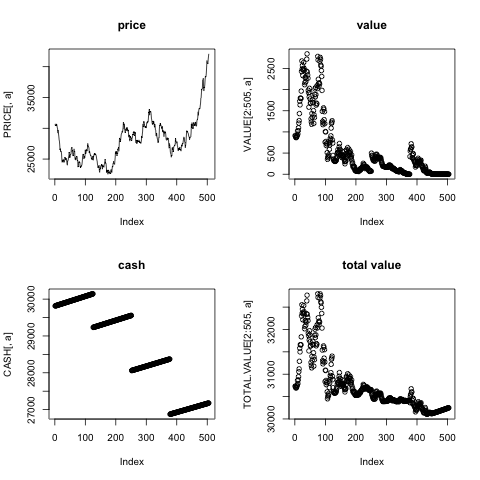 price
PRICE[, a]
25000 35000
0 100 200 300 400 500
Index
value
VALUE[2:505, a]
0 500 1500 2500
0 100 200 300 400 500
Index
cash
CASH[, a]
27000 28000 29000 30000
0 100 200 300 400 500
Index
total value
TOTAL.VALUE[2:505, a]
30000 31000 32000
0 100 200 300 400 500
Index